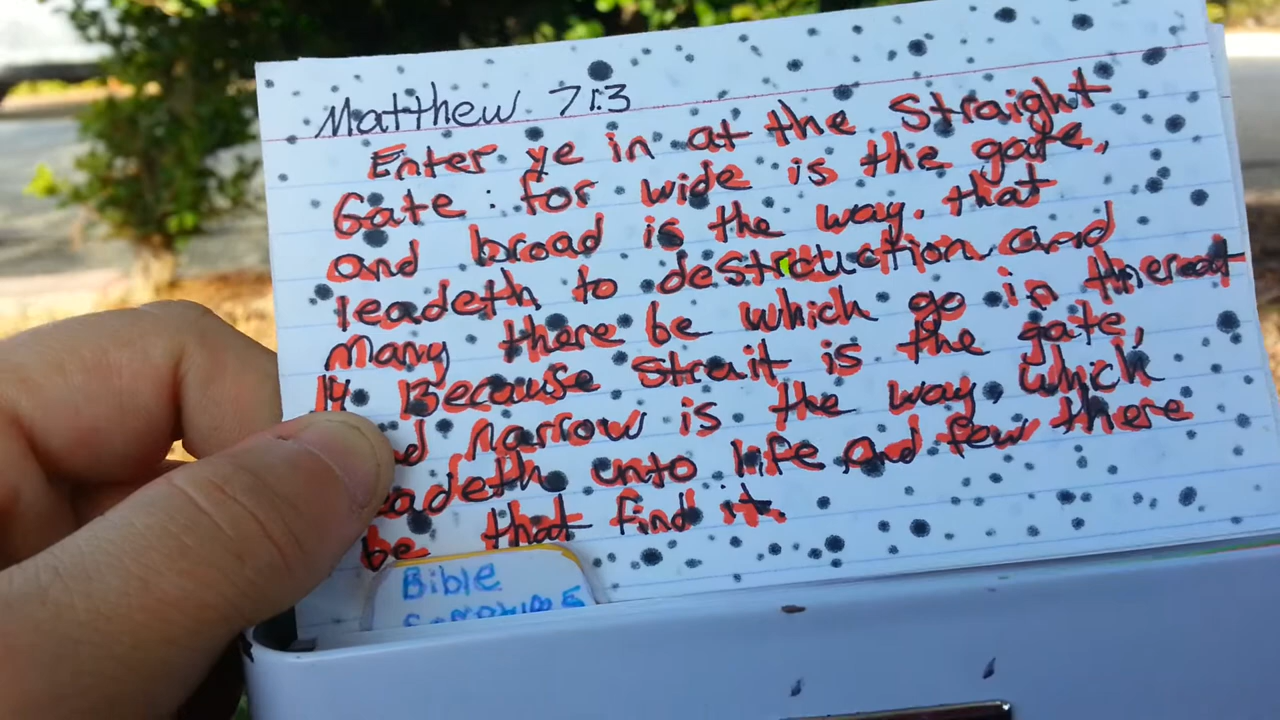 Matthew 7:13
Enter ye in at the Straight
Gate: for wide is the gate,
and broad is the way. that
leadeth to destruction and
Many there be which go in thereat
14. Because strait is the gate,
narrow is the way, which
unto life and few there
be that find it.
Bible